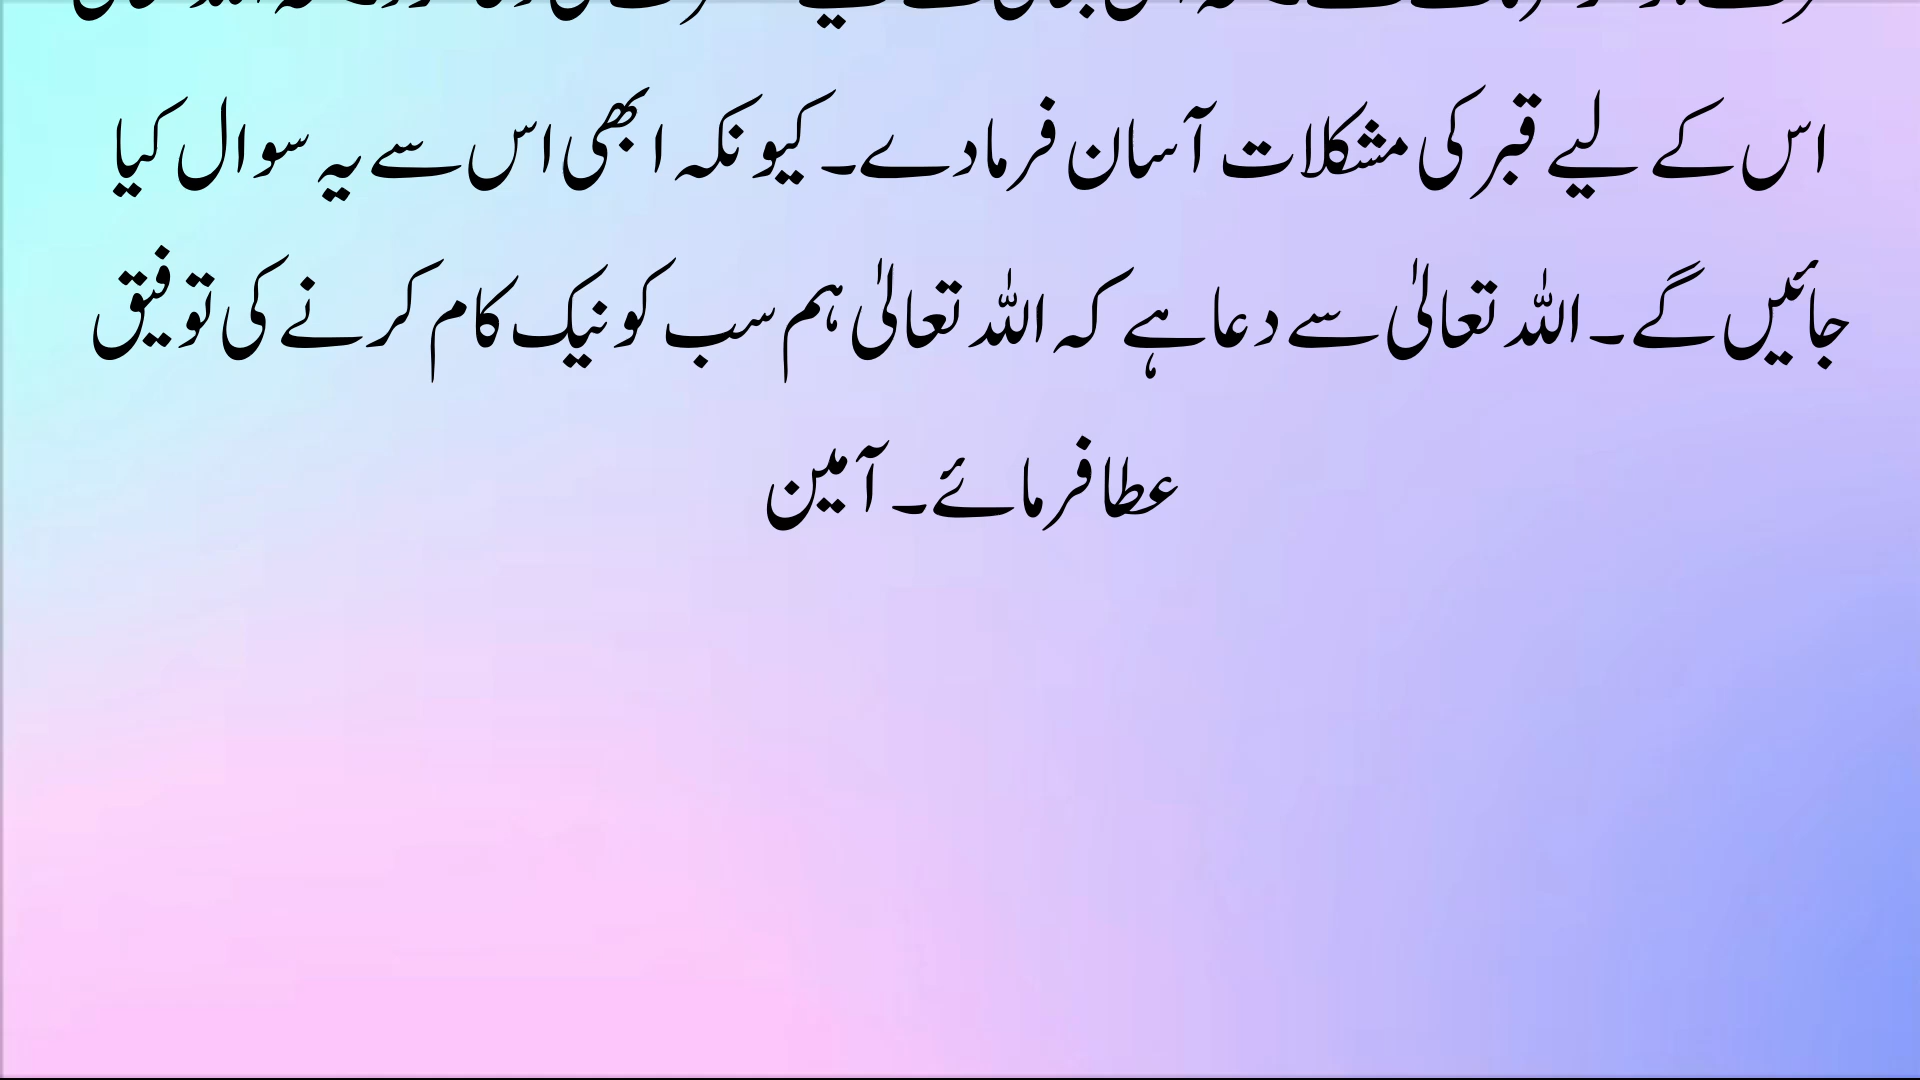 اس کے لیے قبر کی مشکلات آسان فرمادے۔ کیونکہ ابھی اس سے یہ سوال کیا
جائیں گے۔ اللہ تعالیٰ سے دعا ہے کہ اللہ تعالیٰ ہم سب کو نیک کام کرنے کی توفیق
عطا فرمائے۔ آمین